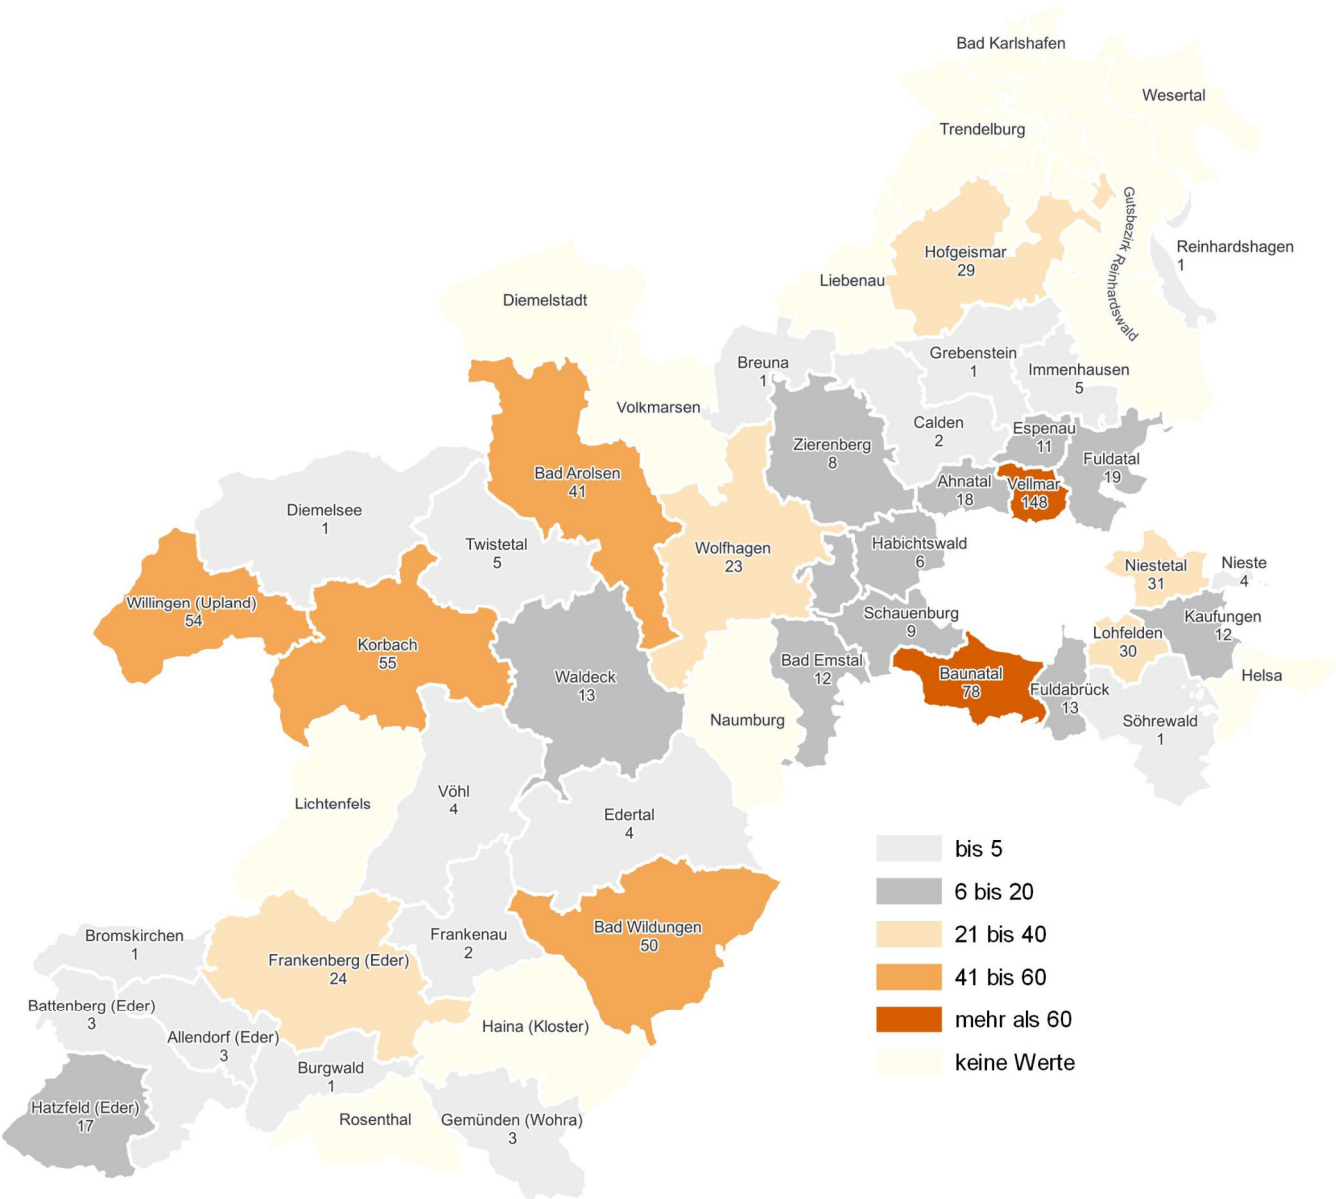 Bad Karlshafen
Wesertal
Trendelburg
Gutsbezirk Reinhardswald
Reinhardshagen
1
Hofgeismar
29
Liebenau
Diemelstadt
Grebenstein
1
Breuna
1
Immenhausen
5
Volkmarsen
Calden
2
Espenau
11
Zierenberg
8
Fuldatal
19
Bad Arolsen
41
Ahnatal
18
Vellmar
148
Diemelsee
1
Twistetal
5
Wolfhagen
23
Habichtswald
6
Niestetal
31
Nieste
4
Willingen (Upland)
54
Schauenburg
9
Kaufungen
12
Lohfelden
30
Korbach
55
Bad Emstal
12
Waldeck
13
Baunatal
78
Helsa
Fuldabrück
13
Naumburg
Söhrewald
1
Völhl
4
Lichtenfels
Edertal
4
Bad Wildungen
50
Bromskirchen
1
Frankenau
2
Frankenberg (Eder)
24
Battenberg (Eder)
3
Haina (Kloster)
Allendorf (Eder)
3
Burgwald
1
Hatzfeld (Eder)
17
Rosenthal
Gemünden (Wohra)
3
bis 5
6 bis 20
21 bis 40
41 bis 60
mehr als 60
keine Werte